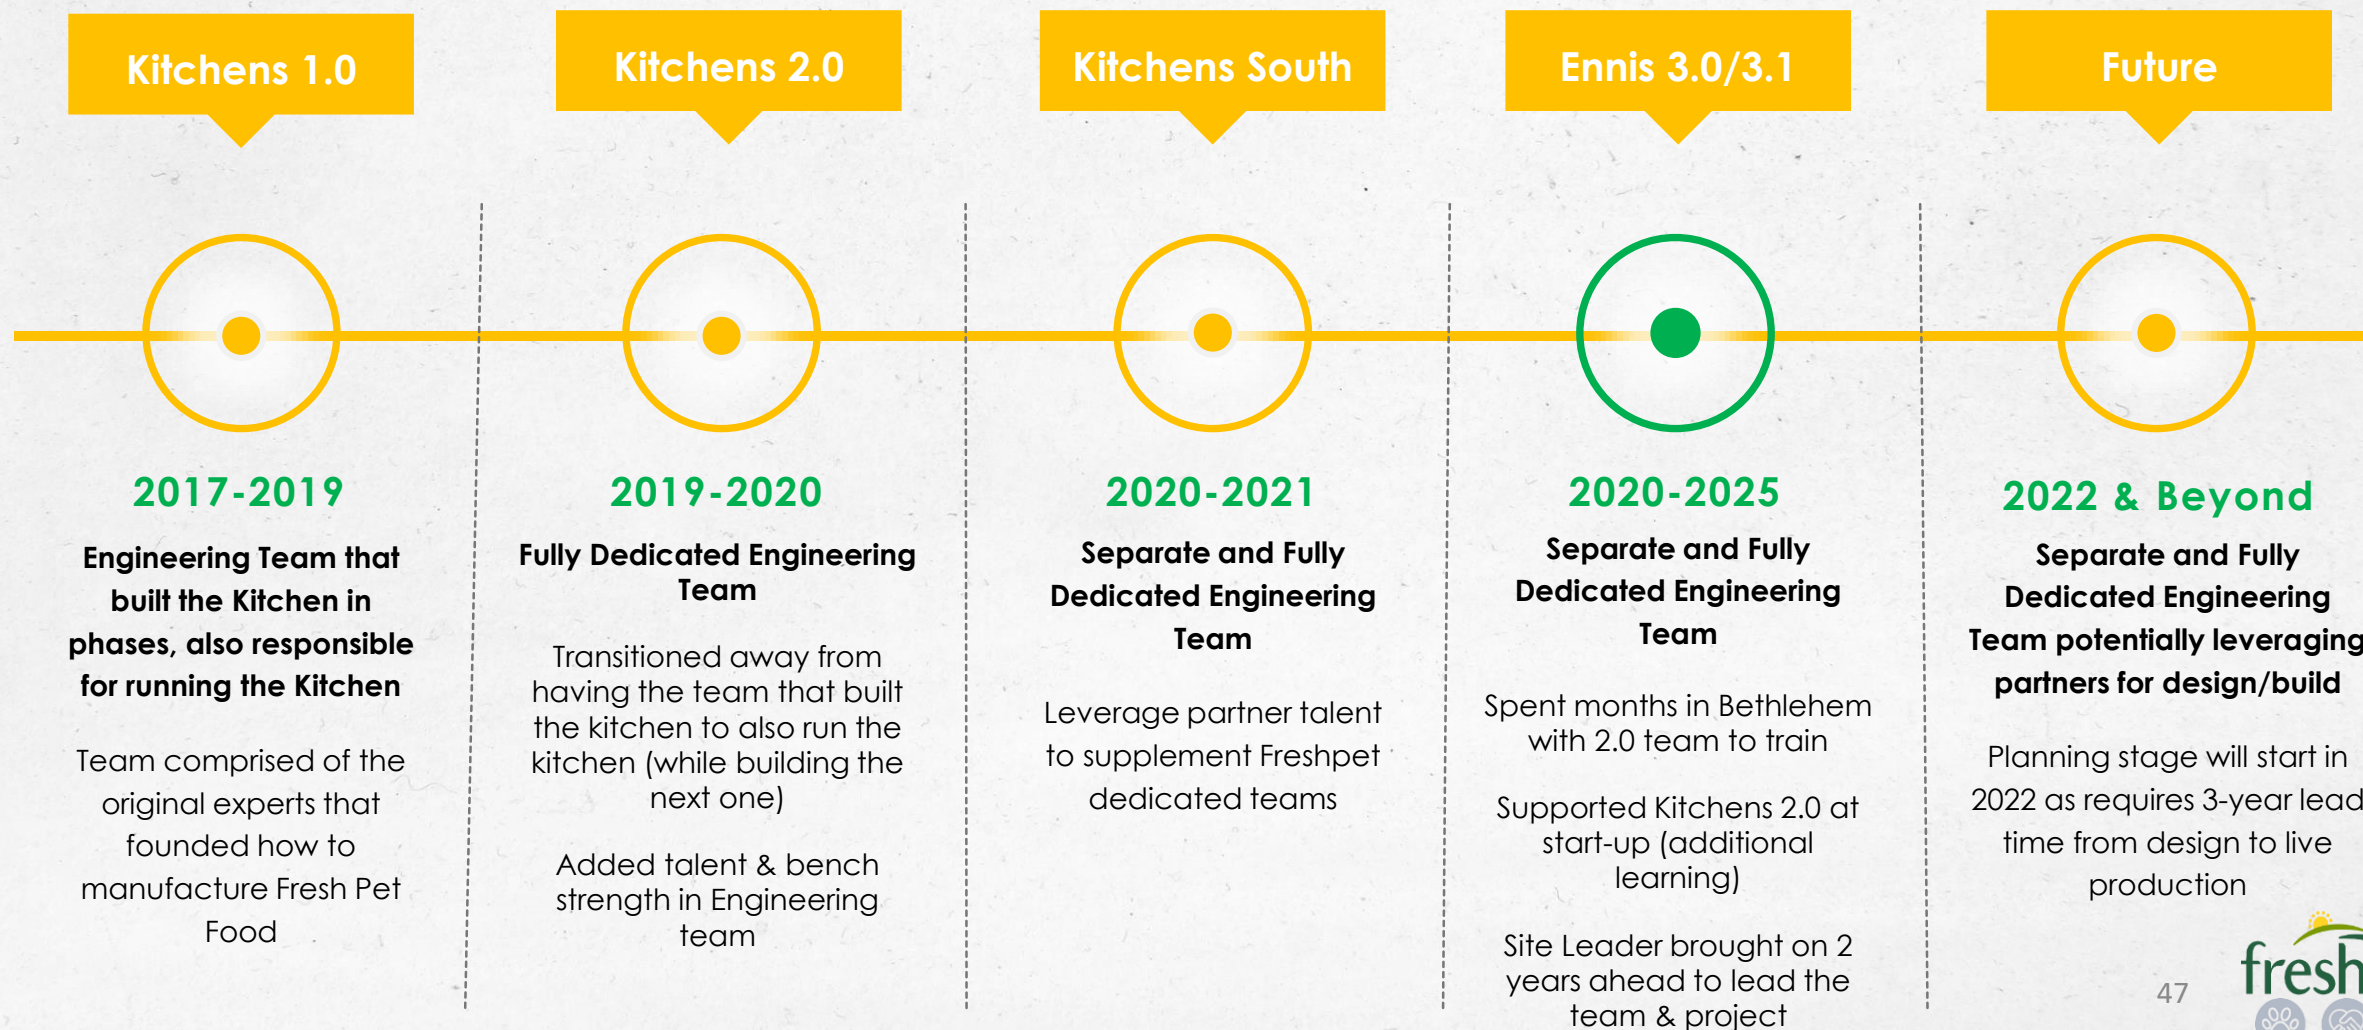 Kitchens 1.0
Kitchens 2.0
Kitchens South
Ennis 3.0/3.1
Future
2017-2019
Engineering Team that
built the Kitchen in
phases, also responsible
for running the Kitchen
Team comprised of the
original experts that
founded how to
manufacture Fresh Pet
Food
2019-2020
Fully Dedicated Engineering
Team
Transitioned away from
having the team that built
the kitchen to also run the
kitchen (while building the
next one)
Added talent & bench
strength in Engineering
team
2020-2021
Separate and Fully
Dedicated Engineering
Team
Leverage partner talent
to supplement Freshpet
dedicated teams
2020-2025
Separate and Fully
Dedicated Engineering
Team
Spent months in Bethlehem
with 2.0 team to train
Supported Kitchens 2.0 at
start-up (additional
learning)
Site Leader brought on 2
years ahead to lead the
team & project
2022 & Beyond
Separate and Fully
Dedicated Engineering
Team potentially leveraging
partners for design/build
Planning stage will start in
2022 as requires 3-year lead
time from design to live
production
47
fresh